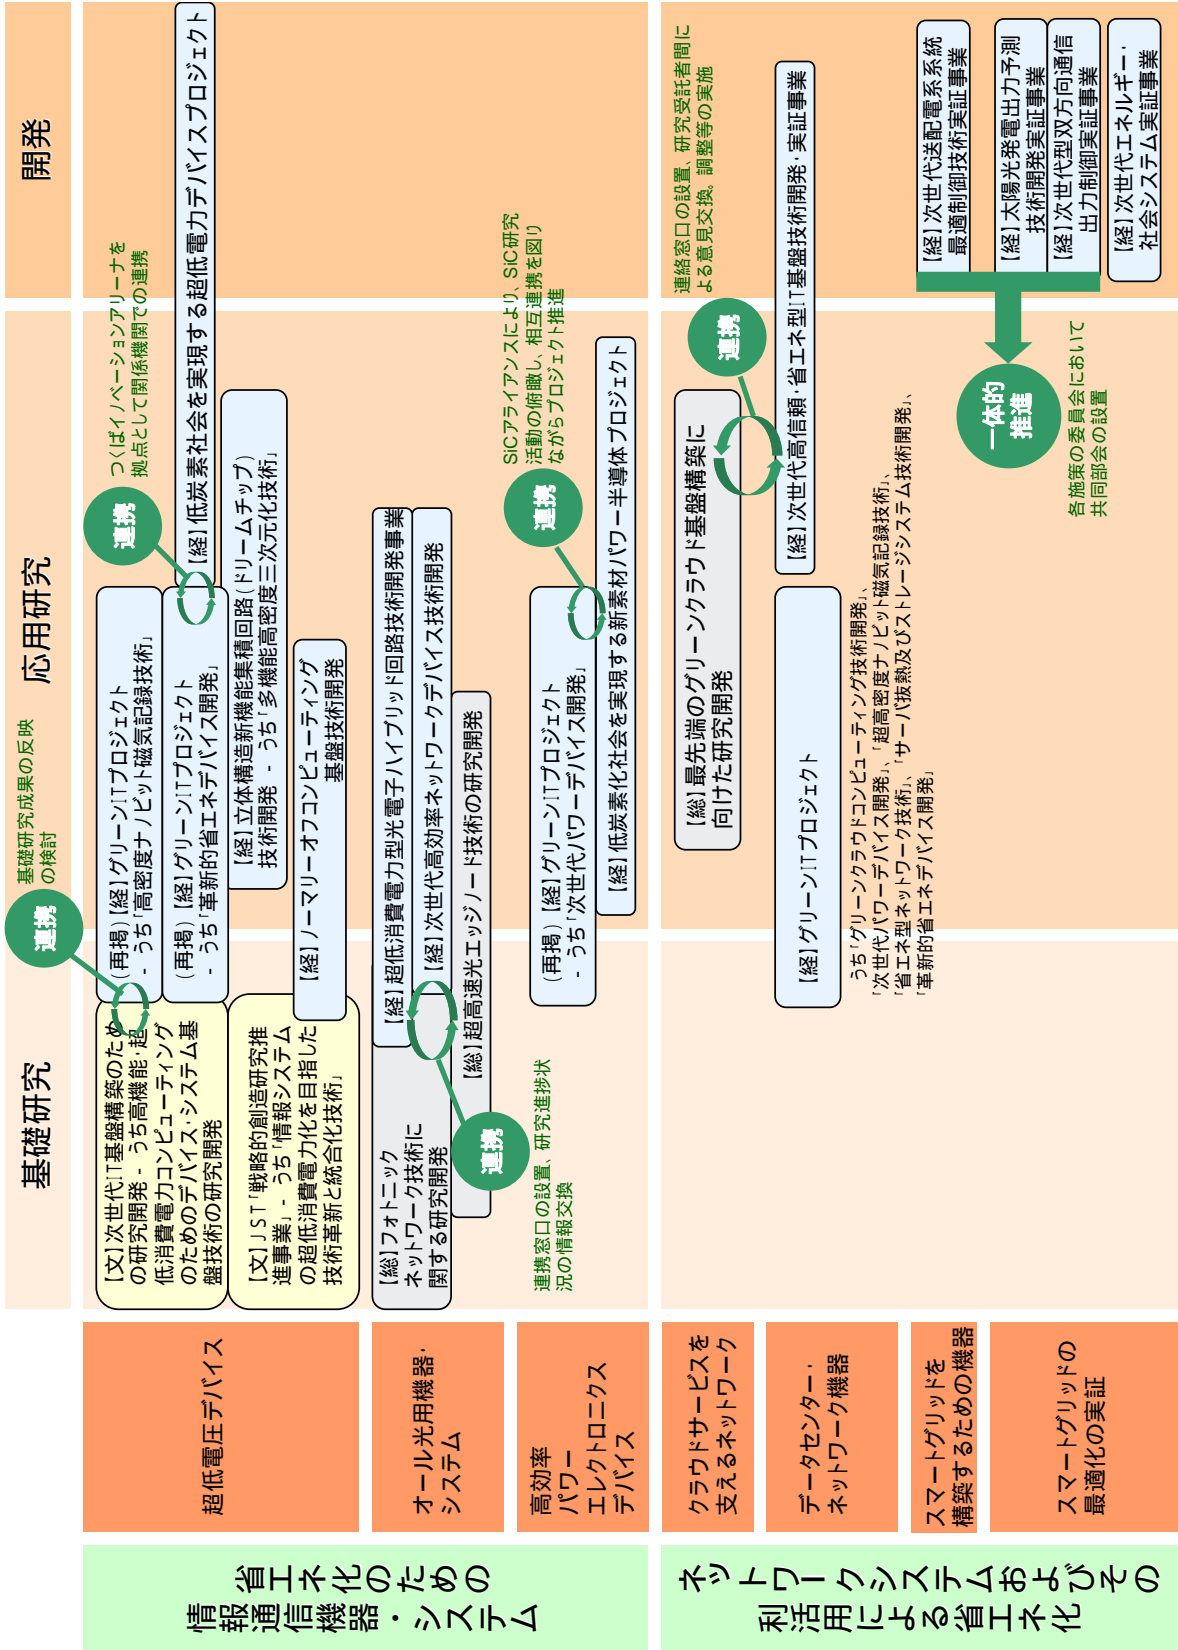 基礎研究
応用研究
開発
省エネ化のための
情報通信機器・システム
超低電圧デバイス
【文】次世代IT基盤構築のため
の研究開発 - うち高機能・超
低消費電力コンピューティング
のためのデバイス・システム基
盤技術の研究開発
【文】JST「戦略的創造研究推
進事業」 - うち「情報システム
の超低消費電力化を目指した
技術革新と統合化技術」
連携
基礎研究成果の反映
の検討
(再掲)【経】グリーンITプロジェクト
- うち「高密度ナノビット磁気記録技術」
(再掲)【経】グリーンITプロジェクト
- うち「革新的省エネデバイス開発」
【経】立体構造新機能集積回路(ドリームチップ)
技術開発 - うち「多機能高密度三次元化技術」
【経】ノーマリーオフコンピューティング
基盤技術開発
連携
つくばイノベーションアリーナを
拠点として関係機関での連携
【経】低炭素社会を実現する超低電力デバイスプロジェクト
オール光用機器・
システム
【総】フォトニック
ネットワーク技術に
関する研究開発
【経】超低消費電力型光電子ハイブリッド回路技術開発事業
【経】次世代高効率ネットワークデバイス技術開発
【総】超高速光エッジノード技術の研究開発
連携
連携窓口の設置、研究進捗状
況の情報交換
高効率
パワー
エレクトロニクス
デバイス
(再掲)【経】グリーンITプロジェクト
- うち「次世代パワーデバイス開発」
【経】低炭素化社会を実現する新素材パワー半導体プロジェクト
連携
SiCアライアンスにより、SiC研究
活動の俯瞰し、相互連携を図り
ながらプロジェクト推進
ネットワークシステムおよびその
利活用による省エネ化
クラウドサービスを
支えるネットワーク
【総】最先端のグリーンクラウド基盤構築に
向けた研究開発
連携
連絡窓口の設置、研究受託者間に
よる意見交換。調整等の実施
データセンター・
ネットワーク機器
【経】グリーンITプロジェクト
うち「グリーンクラウドコンピューティング技術開発」、
「次世代パワーデバイス開発」、「超高密度ナノビット磁気記録技術」、
「省エネ型ネットワーク技術」、「サーバ抜熱及びストレージシステム技術開発」、
「革新的省エネデバイス開発」
【経】次世代高信頼・省エネ型IT基盤技術開発・実証事業
スマートグリッドを
構築するための機器
【経】次世代送配電系系統
最適制御技術実証事業
スマートグリッドの
最適化の実証
【経】太陽光発電出力予測
技術開発実証事業
【経】次世代型双方向通信
出力制御実証事業
【経】次世代エネルギー・
社会システム実証事業
一体的
推進
各施策の委員会において
共同部会の設置